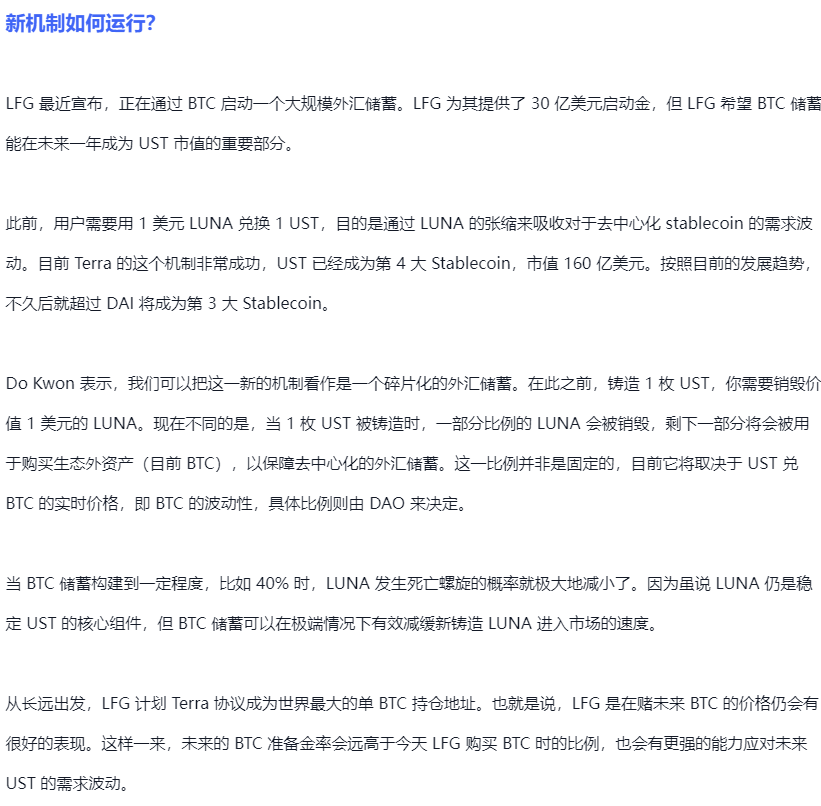 新机制如何运行?
LFG 最近宣布，正在通过 BTC 启动一个大规模外汇储蓄。LFG 为其提供了 30 亿美元启动金，但 LFG 希望 BTC 储蓄
能在未来一年成为 UST 市值的重要部分。
此前，用户需要用 1 美元 LUNA 兑换 1 UST，目的是通过 LUNA 的张缩来吸收对于去中心化 stablecoin 的需求波
动。目前 Terra 的这个机制非常成功，UST 已经成为第 4 大 Stablecoin，市值 160 亿美元。按照目前的发展趋势，
不久后就超过 DAI 将成为第 3 大 Stablecoin。
Do Kwon 表示，我们可以把这一新的机制看作是一个碎片化的外汇储蓄。在此之前，铸造 1 枚 UST，你需要销毁价
值 1 美元的 LUNA。现在不同的是，当 1 枚 UST 被铸造时，一部分比例的 LUNA 会被销毁，剩下一部分将会被用
于购买生态外资产（目前 BTC），以保障去中心化的外汇储蓄。这一比例并非是固定的，目前它将取决于 UST 兑
BTC 的实时价格，即 BTC 的波动性，具体比例则由 DAO 来决定。
当 BTC 储蓄构建到一定程度，比如 40% 时，LUNA 发生死亡螺旋的概率就极大地减小了。因为虽说 LUNA 仍是稳
定 UST 的核心组件，但 BTC 储蓄可以在极端情况下有效减缓新铸造 LUNA 进入市场的速度。
从长远出发，LFG 计划 Terra 协议成为世界最大的单 BTC 持仓地址。也就是说，LFG 是在赌未来 BTC 的价格仍会有
很好的表现。这样一来，未来的 BTC 准备金率会远高于今天 LFG 购买 BTC 时的比例，也会有更强的能力应对未来
UST 的需求波动。